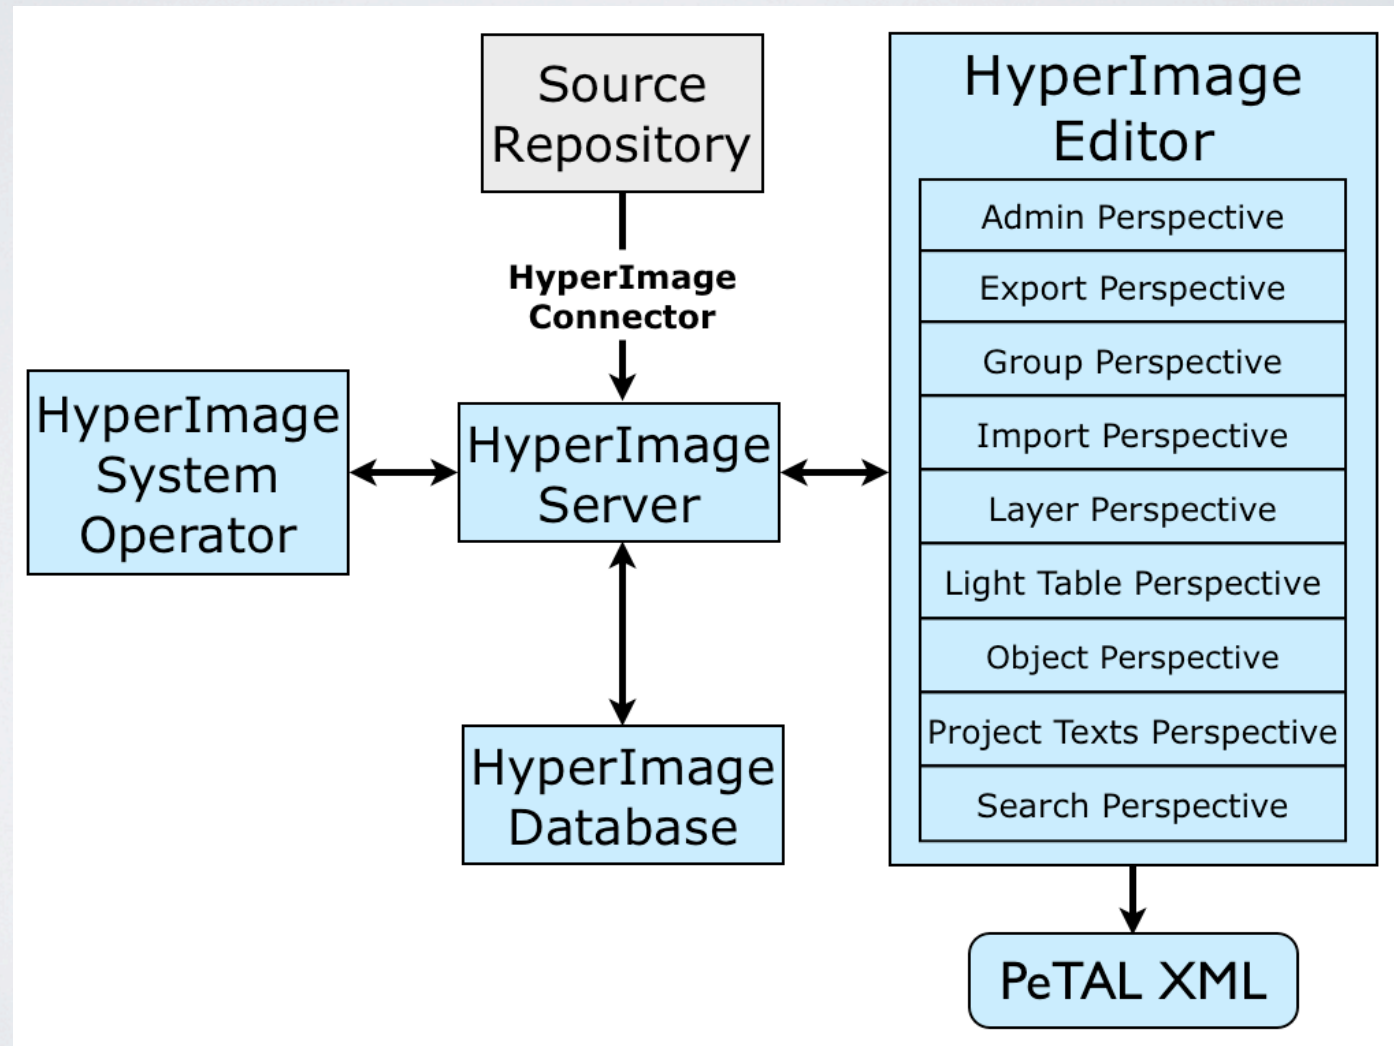 Source
Repository
HyperImage
Connector
HyperImage
System
Operator
HyperImage
Server
HyperImage
Database
HyperImage
Editor
Admin Perspective
Export Perspective
Group Perspective
Import Perspective
Layer Perspective
Light Table Perspective
Object Perspective
Project Texts Perspective
Search Perspective
PeTAL XML